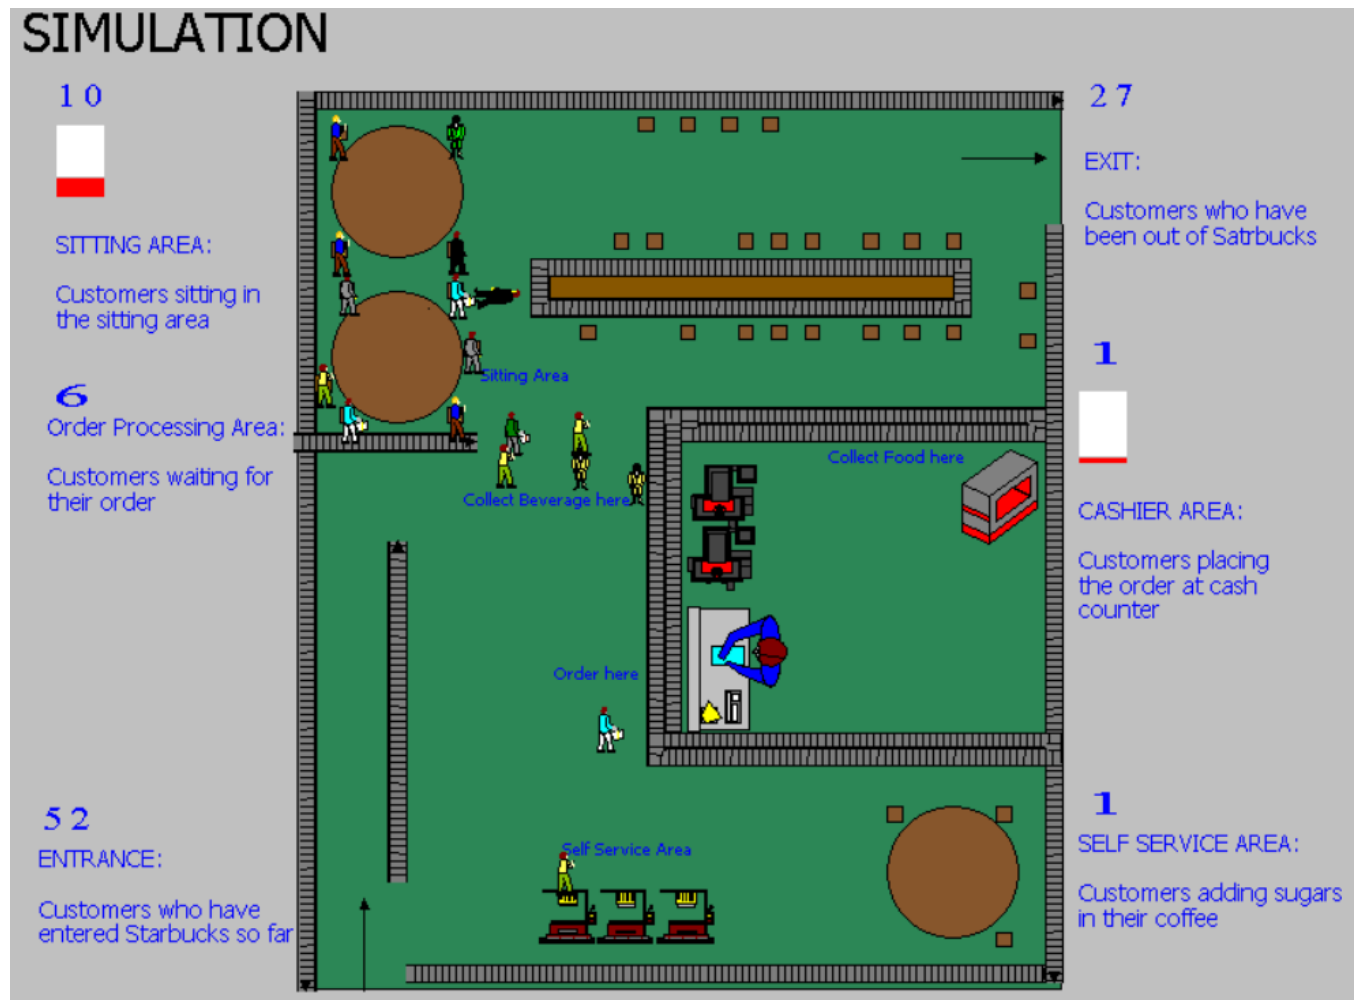 SIMULATION
10
SITTING AREA:
Customers sitting in
the sitting area
6
Order Processing Area:
Customers waiting for
their order
52
ENTRANCE:
Customers who have
entered Starbucks so far
Sitting Area
Collect Beverage here
Collect Food here
Order here
Self Service Area
27
EXIT:
Customers who have
been out of Satrbucks
1
CASHIER AREA:
Customers placing
the order at cash
counter
1
SELF SERVICE AREA:
Customers adding sugars
in their coffee